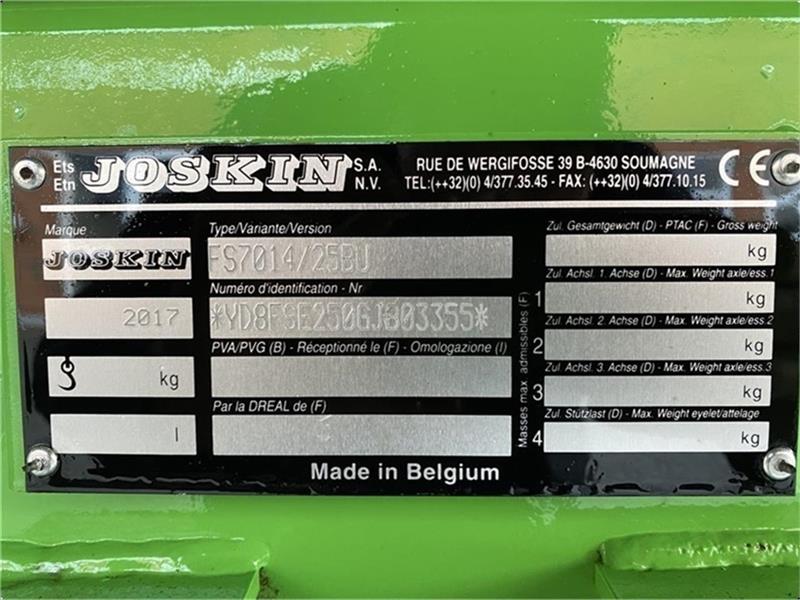 Ets
Etn
JOSKIN S.A.
N.V.
RUE DE WERGIFOSSE 39 B-4630 SOUMAGNE
TEL:(++32)(0) 4/377.35.45 - FAX: (++32)(0) 4/377.10.15
CE
Marque
JOSKIN
2017
kg
l
Type/Variante/Version
FS7014/25BU
Numéro d'identification - Nr
*YD8FSE250GJB03355*
PVA/PVG (B) - Réceptionné le (F) - Omologazione (I)
Par la DREAL de (F)
Masses max. admissibles (F)
Zul. Gesamtgewicht (D) - PTAC (F) - Gross weight
kg
Zul. Achsl. 1. Achse (D) - Max. Weight axle/ess.1
1 kg
Zul. Achsl. 2. Achse (D) - Max. Weight axle/ess.2
2 kg
Zul. Achsl. 3. Achse (D) - Max. Weight axle/ess.3
3 kg
Zul. Stützlast (D) - Max. Weight eyelet/attelage
4 kg
Made in Belgium